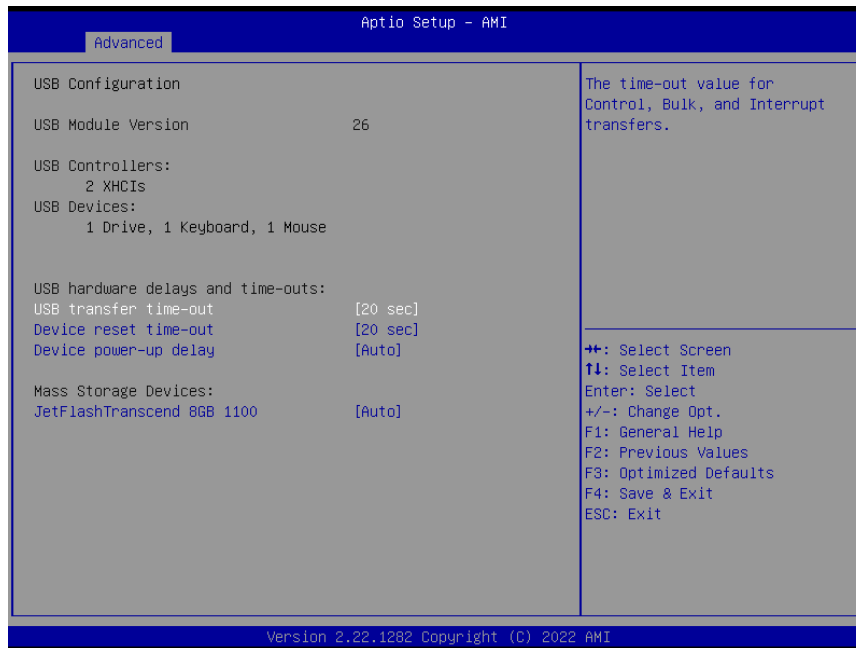 Aptio Setup – AMI
Advanced
USB Configuration
USB Module Version 26
USB Controllers:
2 XHCIs
USB Devices:
1 Drive, 1 Keyboard, 1 Mouse
USB hardware delays and time-outs:
USB transfer time-out [20 sec]
Device reset time-out [20 sec]
Device power-up delay [Auto]
Mass Storage Devices:
JetFlashTranscend 8GB 1100 [Auto]
The time-out value for
Control, Bulk, and Interrupt
transfers.
→←: Select Screen
↑↓: Select Item
Enter: Select
+/-: Change Opt.
F1: General Help
F2: Previous Values
F3: Optimized Defaults
F4: Save & Exit
ESC: Exit
Version 2.22.1282 Copyright (C) 2022 AMI